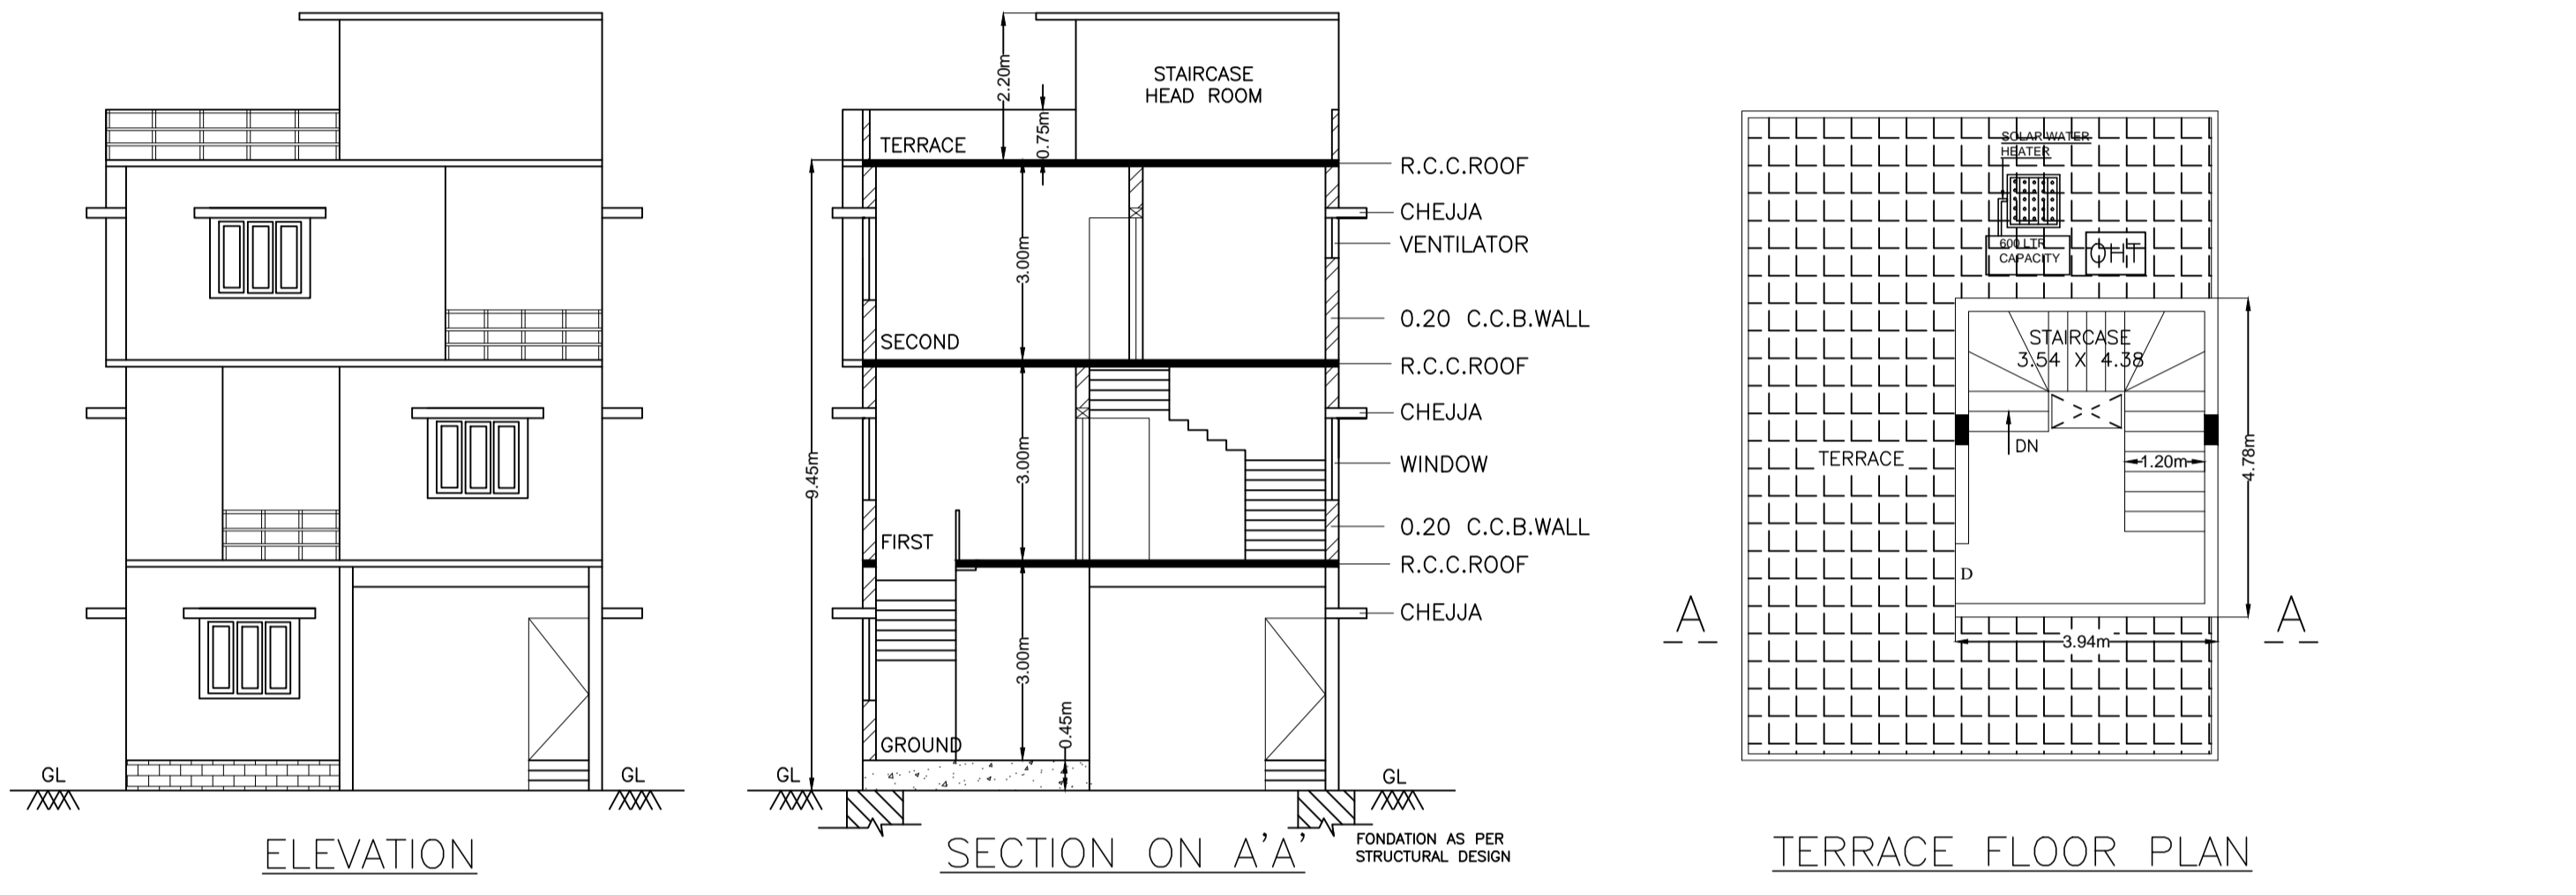 GL
GL
ELEVATION
2.20m
STAIRCASE
HEAD ROOM
0.75m
TERRACE
R.C.C.ROOF
CHEJJA
VENTILATOR
3.00m
0.20 C.C.B.WALL
SECOND
R.C.C.ROOF
CHEJJA
9.45m
3.00m
WINDOW
0.20 C.C.B.WALL
FIRST
R.C.C.ROOF
CHEJJA
3.00m
0.45m
GROUND
GL
GL
SECTION ON A'A'
FONDATION AS PER
STRUCTURAL DESIGN
SOLAR WATER
HEATER
600 LTR
CAPACITY
OHT
STAIRCASE
3.54 X 4.38
DN
TERRACE
1.20m
4.78m
D
A
A
3.94m
TERRACE FLOOR PLAN